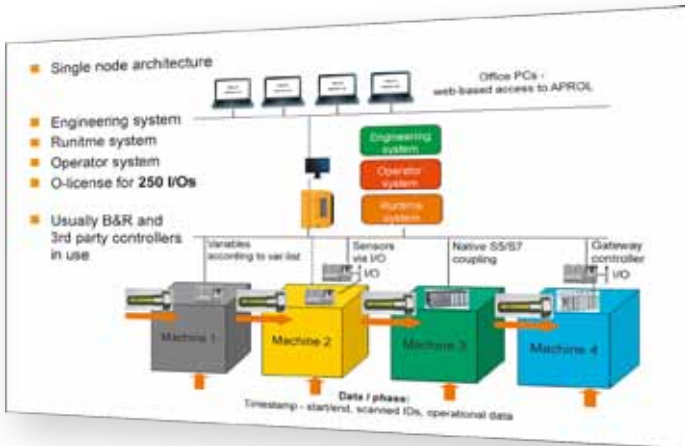 Single node architecture
Office PCs -
web-based access to APROL
Engineering system
Runitme system
Operator system
O-license for 250 I/Os
Usually B&R and
3rd party controllers
in use
Engineering
system
Operator
system
Runtime
system
Variables
according to var list
Sensors
via I/O
I/O
Native S5/S7
coupling
Gateway
controller
I/O
Machine 1
Machine 2
Machine 3
Machine 4
Data / phase:
Timestamp - start/end, scanned IDs, operational data